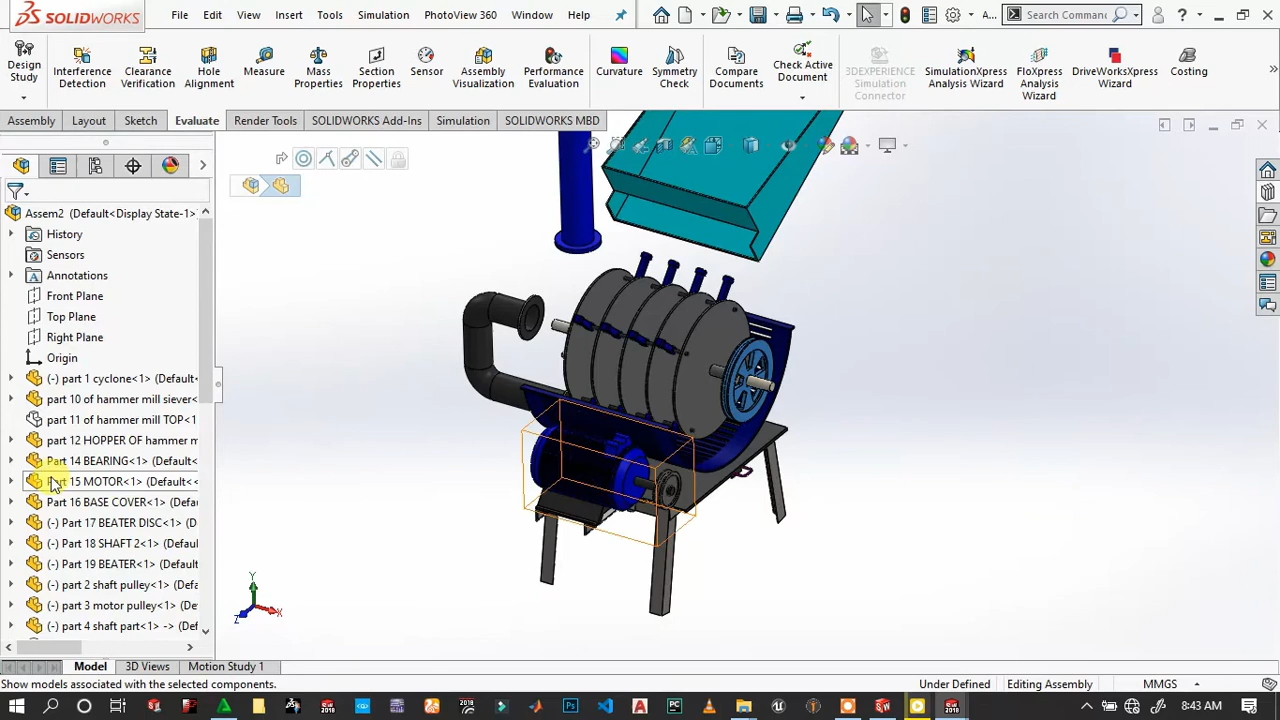 SOLIDWORKS File Edit View Insert Tools Simulation PhotoView 360 Window Help A... Search Commanc ?
Design Study
Interference Detection
Clearance Verification
Hole Alignment
Measure
Mass Properties
Section Properties
Sensor
Assembly Visualization
Performance Evaluation
Curvature
Symmetry Check
Compare Documents
Check Active Document
3DEXPERIENCE Simulation Connector
SimulationXpress Analysis Wizard
FloXpress Analysis Wizard
DriveWorksXpress Wizard
Costing
Assembly Layout Sketch Evaluate Render Tools SOLIDWORKS Add-Ins Simulation SOLIDWORKS MBD
Assem2 (Default<Display State-1>
History
Sensors
Annotations
Front Plane
Top Plane
Right Plane
Origin
(-) part 1 cyclone<1> (Default<
part 10 of hammer mill siever<
part 11 of hammer mill TOP<1
part 12 HOPPER OF hammer m
Part 14 BEARING<1> (Default<
Part 15 MOTOR<1> (Default<<
Part 16 BASE COVER<1> (Defau
(-) Part 17 BEATER DISC<1> (D
(-) Part 18 SHAFT 2<1> (Defaul
(-) Part 19 BEATER<1> (Default
(-) part 2 shaft pulley<1> (Defa
(-) part 3 motor pulley<1> (De
(-) part 4 shaft part<1> -> (Def
Y
Z
X
Model 3D Views Motion Study 1
Show models associated with the selected components. Under Defined Editing Assembly MMGS
8:43 AM